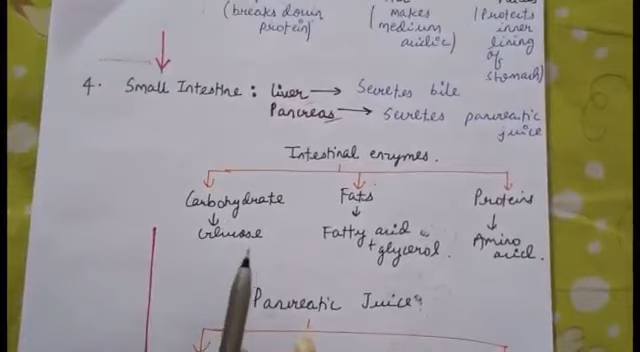 (breaks down
protein)
(makes
medium
acidic)
(Protects
inner
lining
of
stomach)
4. Small Intestine : liver → Secretes bile
Pancreas → Secretes pancreatic
juice
Intestinal enzymes.
Carbohydrate
↓
Glucose
Fats
↓
Fatty acid
+ glycerol.
Proteins
↓
Amino
acid.
Pancreatic Juice